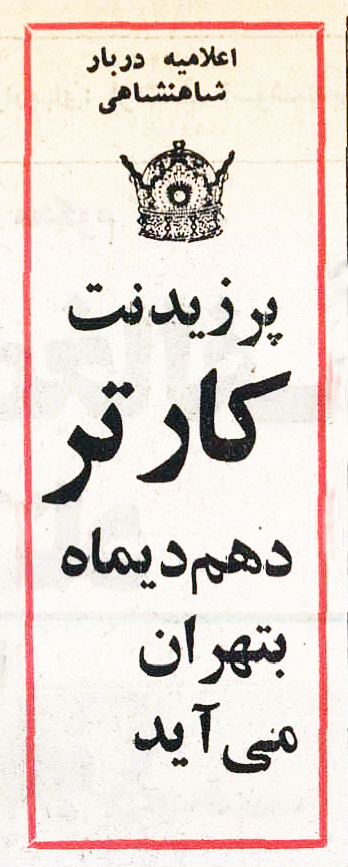 اعلامیه دربار
شاهنشاهی
پرزیدنت
کارتر
دهم دیماه
بتهران
می‌آید